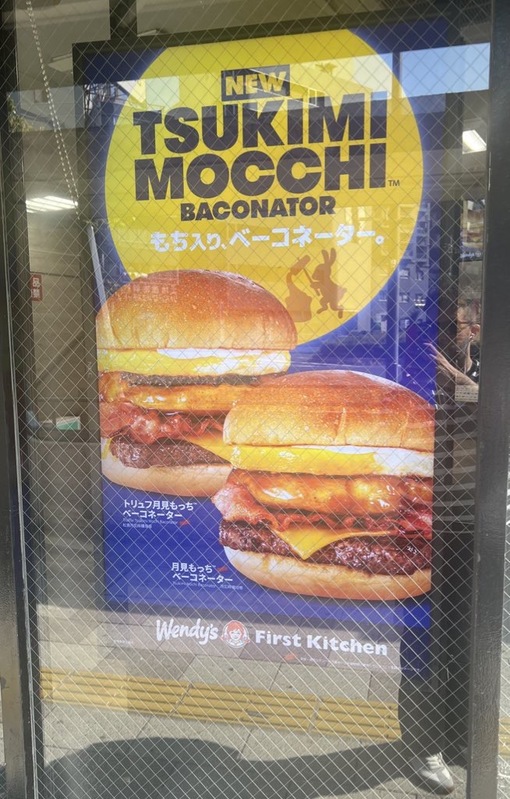 NEW
TSUKIMI
MOCCHI™
BACONATOR
もち入り、ベーコネーター。
トリュフ月見もっち
ベーコネーター
月見もっち
ベーコネーター
Wendy's First Kitchen